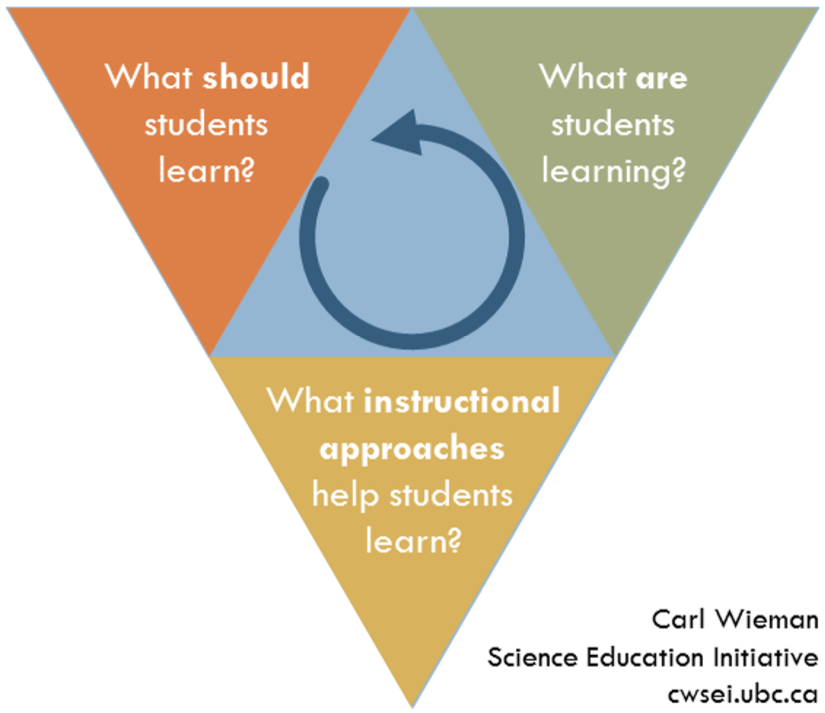 What should
students
learn?
What are
students
learning?
What instructional
approaches
help students
learn?
Carl Wieman
Science Education Initiative
cwsei.ubc.ca